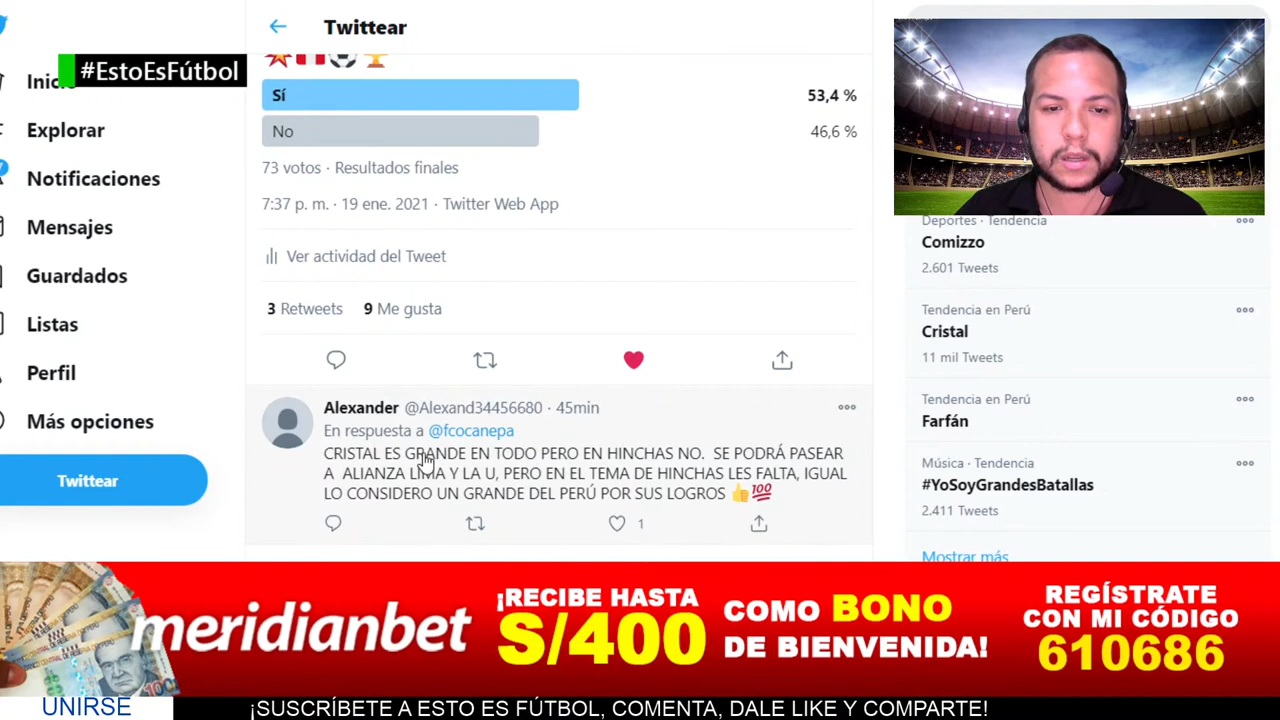 Twittear
#EstoEsFútbol
Inicio
Explorar
Notificaciones
Mensajes
Guardados
Listas
Perfil
Más opciones
Twittear
Sí 53,4 %
No 46,6 %
73 votos · Resultados finales
7:37 p. m. · 19 ene. 2021 · Twitter Web App
Ver actividad del Tweet
3 Retweets 9 Me gusta
Alexander @Alexand34456680 · 45min
En respuesta a @fcocanepa
CRISTAL ES GRANDE EN TODO PERO EN HINCHAS NO. SE PODRÁ PASEAR
A ALIANZA LIMA Y LA U, PERO EN EL TEMA DE HINCHAS LES FALTA, IGUAL
LO CONSIDERO UN GRANDE DEL PERÚ POR SUS LOGROS 👍💯
1
Deportes · Tendencia
Comizzo
2.601 Tweets
Tendencia en Perú
Cristal
11 mil Tweets
Tendencia en Perú
Farfán
Música · Tendencia
#YoSoyGrandesBatallas
2.411 Tweets
Mostrar más
meridianbet
¡RECIBE HASTA
S/400
COMO BONO
DE BIENVENIDA!
REGÍSTRATE
CON MI CÓDIGO
610686
UNIRSE
¡SUSCRÍBETE A ESTO ES FÚTBOL, COMENTA, DALE LIKE Y COMPARTE!